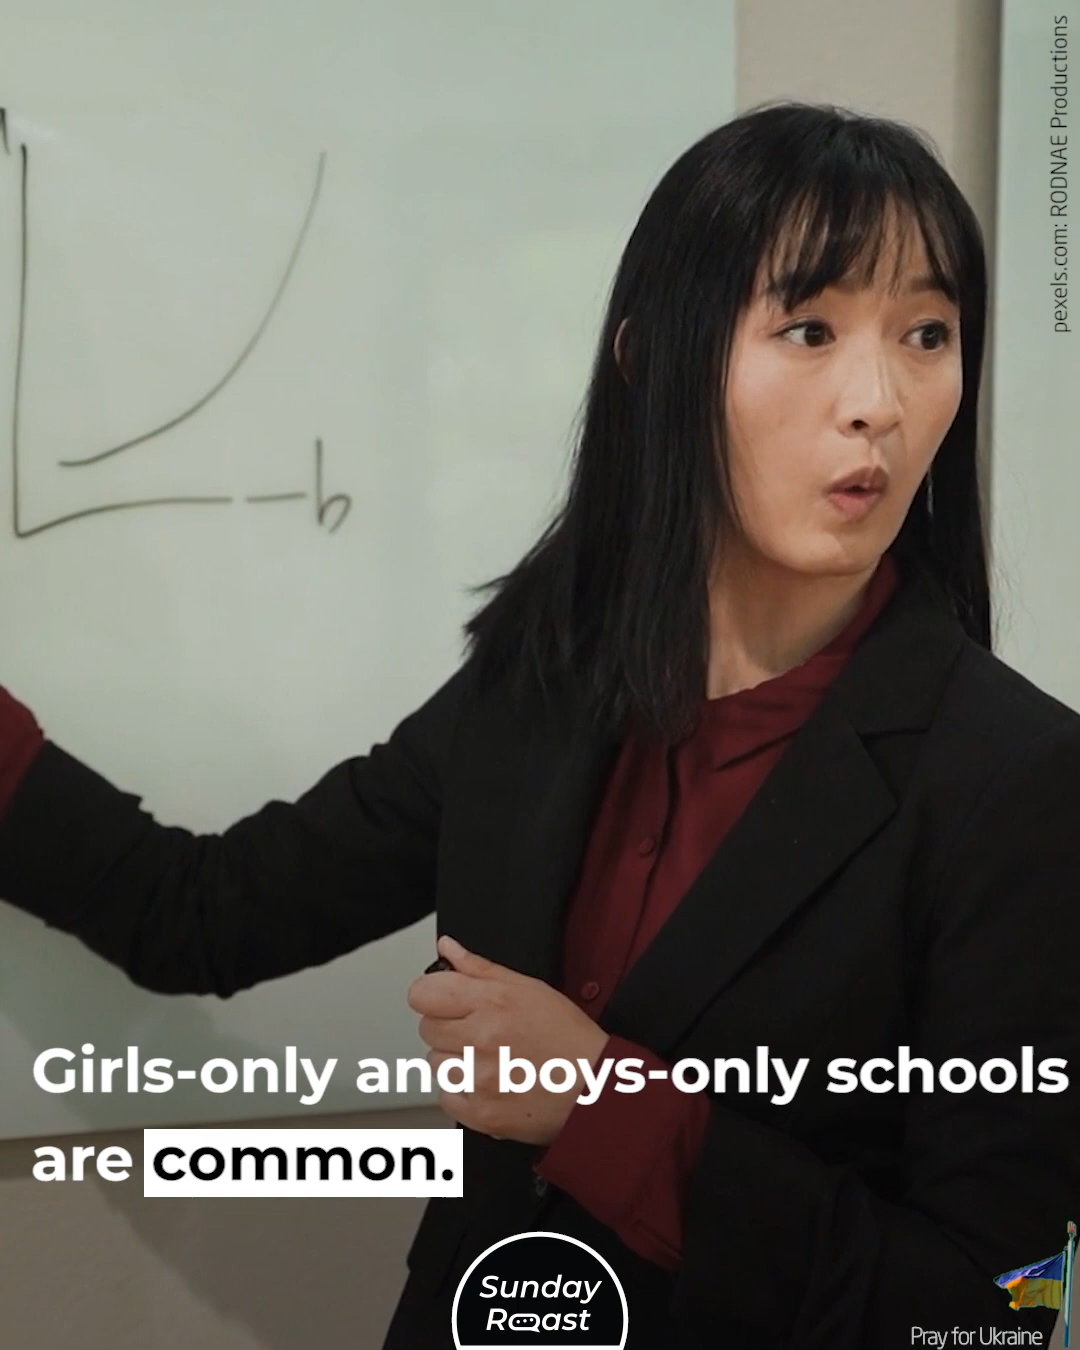 pexels.com: RODNAE Productions
b
Girls-only and boys-only schools
are common.
Sunday
Roast
Pray for Ukraine